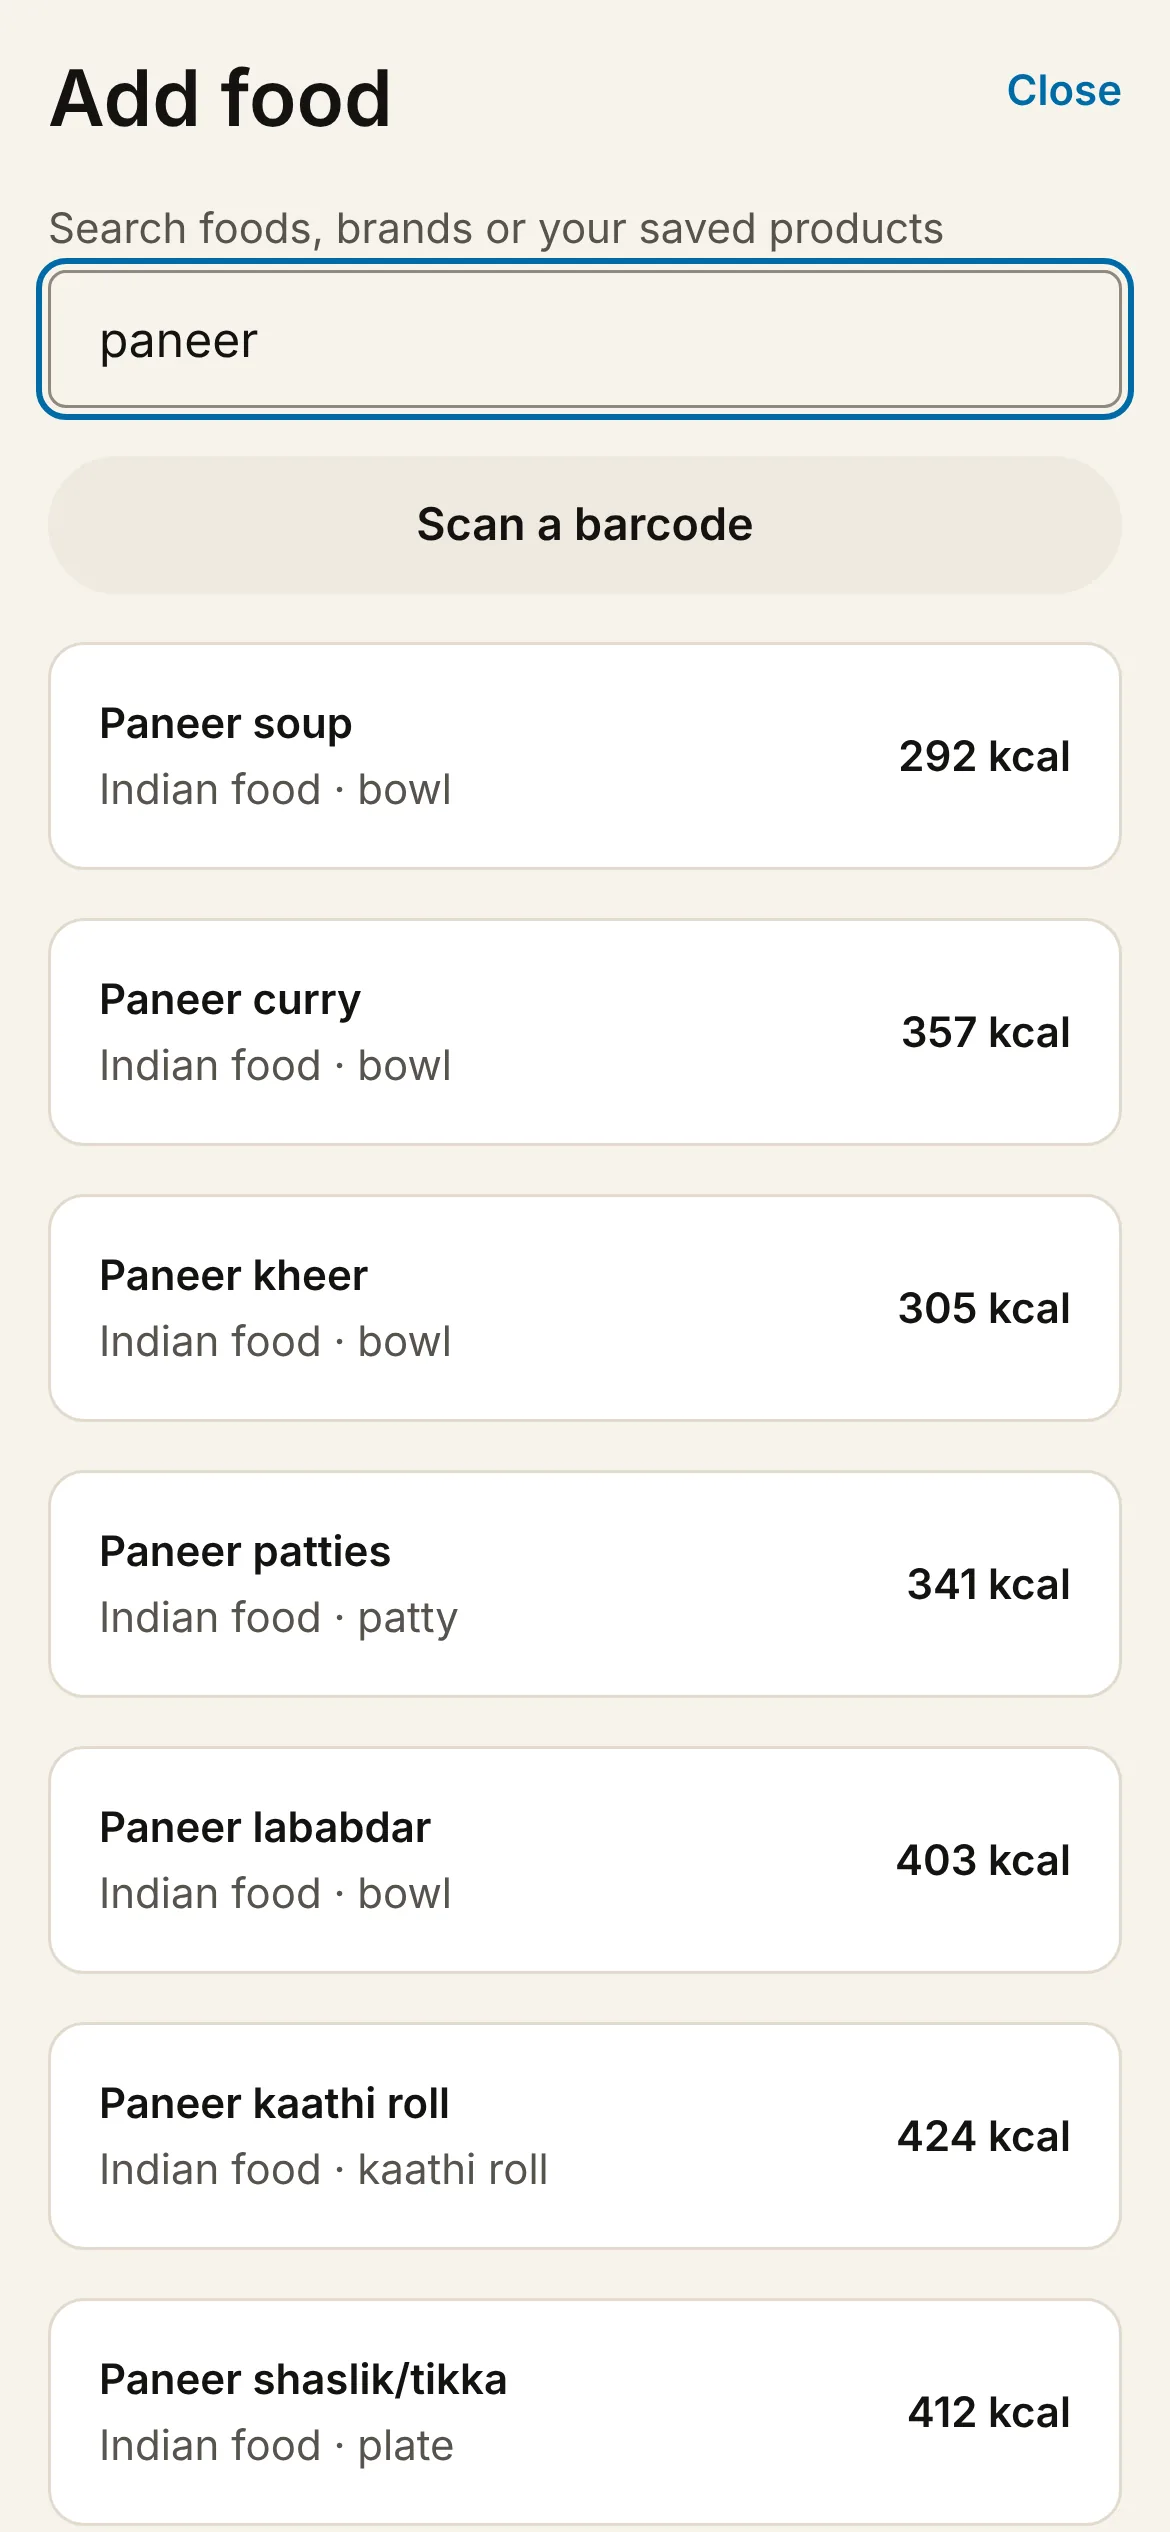 Add food
Close
Search foods, brands or your saved products
paneer
Scan a barcode
Paneer soup
Indian food · bowl
292 kcal
Paneer curry
Indian food · bowl
357 kcal
Paneer kheer
Indian food · bowl
305 kcal
Paneer patties
Indian food · patty
341 kcal
Paneer lababdar
Indian food · bowl
403 kcal
Paneer kaathi roll
Indian food · kaathi roll
424 kcal
Paneer shaslik/tikka
Indian food · plate
412 kcal